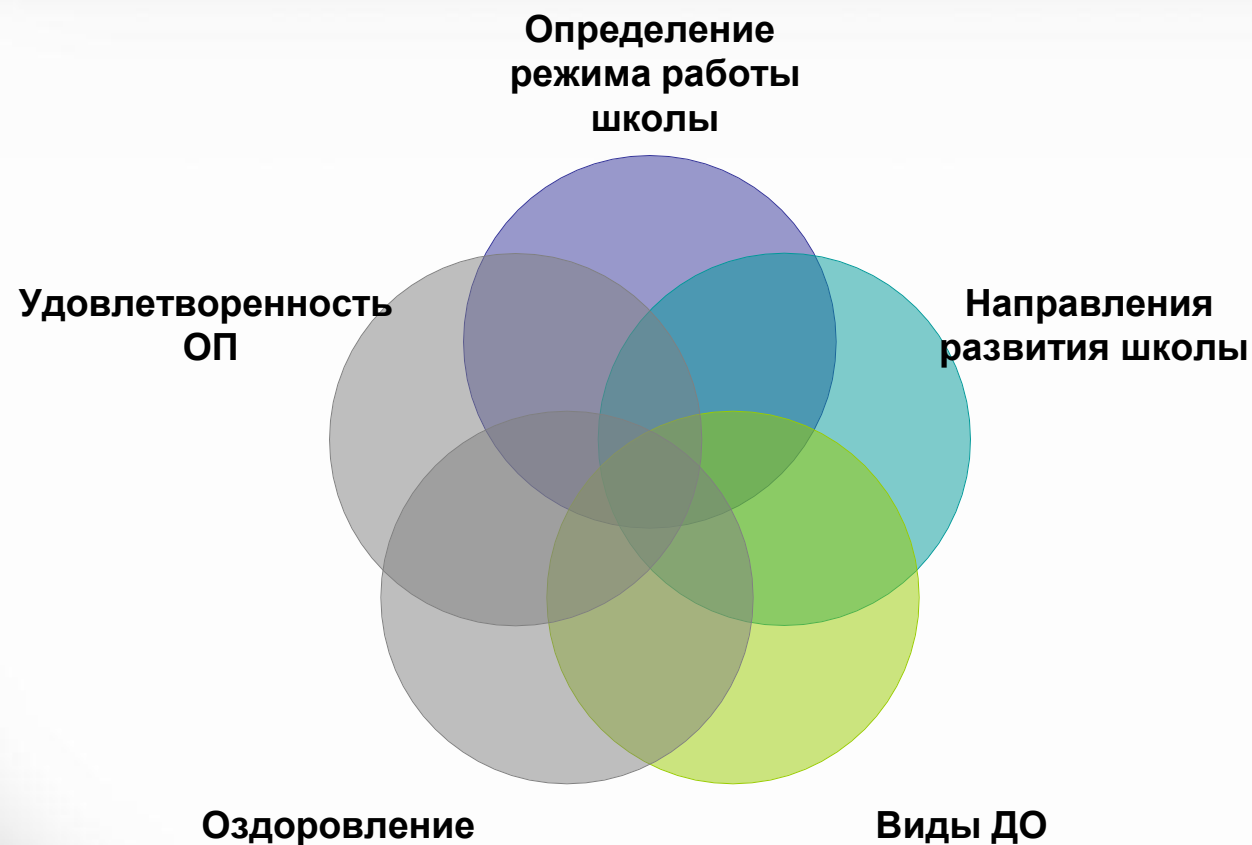 Определение
режима работы
школы
Удовлетворенность
ОП
Направления
развития школы
Оздоровление
Виды ДО